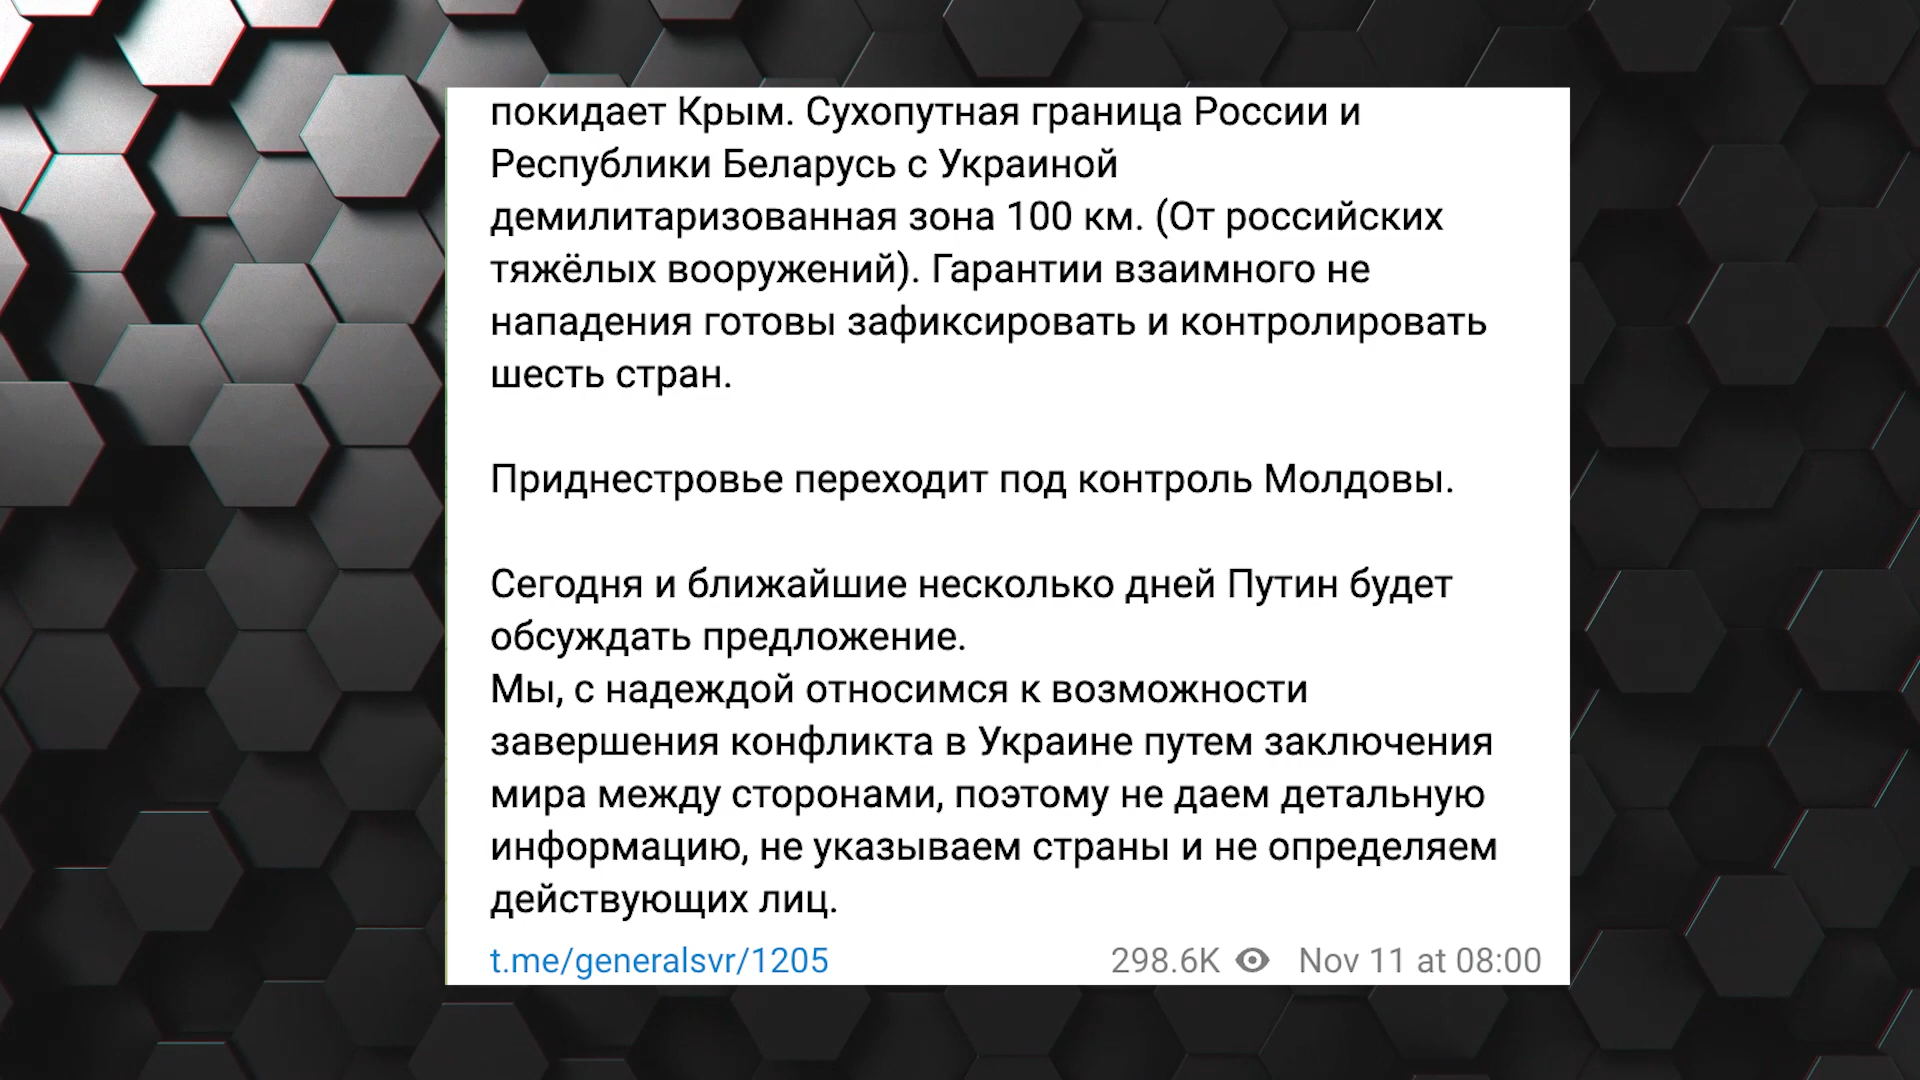 покидает Крым. Сухопутная граница России и
Республики Беларусь с Украиной
демилитаризованная зона 100 км. (От российских
тяжёлых вооружений). Гарантии взаимного не
нападения готовы зафиксировать и контролировать
шесть стран.
Приднестровье переходит под контроль Молдовы.
Сегодня и ближайшие несколько дней Путин будет
обсуждать предложение.
Мы, с надеждой относимся к возможности
завершения конфликта в Украине путем заключения
мира между сторонами, поэтому не даем детальную
информацию, не указываем страны и не определяем
действующих лиц.
t.me/generalsvr/1205 298.6K Nov 11 at 08:00